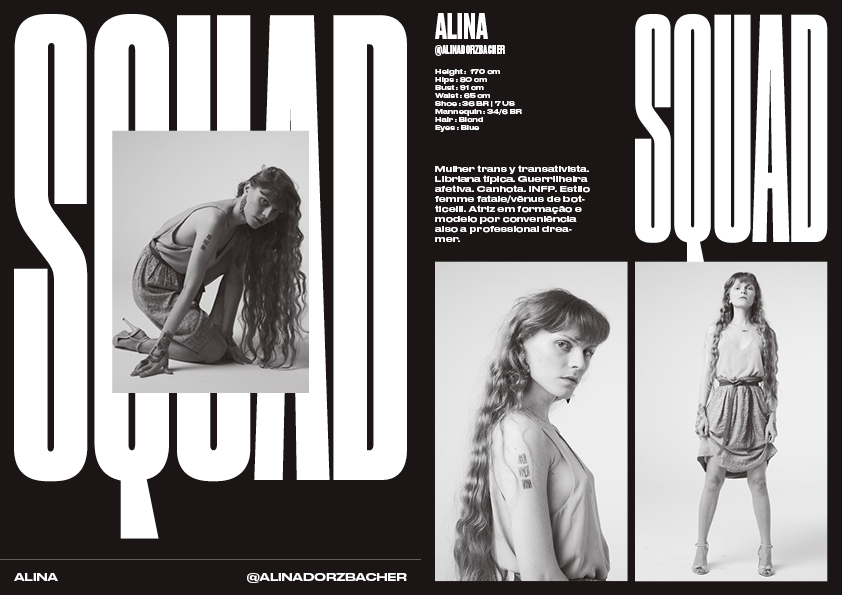 SQUAD
ALINA
@ALINADORZBACHER
ALINA
@ALINADORZBACHER
Height : 170 cm
Hips : 80 cm
Bust : 91 cm
Waist : 65 cm
Shoe : 36 BR | 7 US
Mannequin : 34/6 BR
Hair : Blond
Eyes : Blue
Mulher trans y transativista.
Libriana típica. Guerrilheira
afetiva. Canhota. INFP. Estilo
femme fatale/vênus de bot-
ticelli. Atriz em formação e
modelo por conveniência
also a professional drea-
mer.
SQUAD